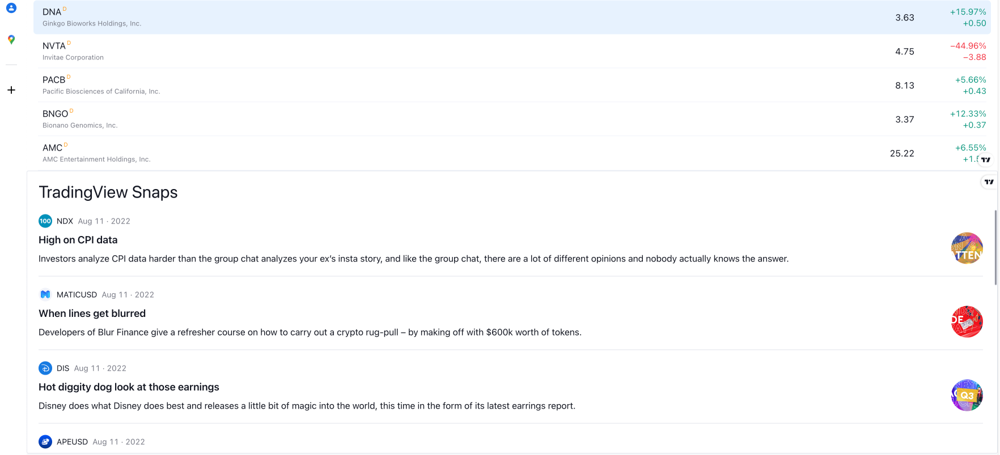 DNA D
Ginkgo Bioworks Holdings, Inc.
3.63
+15.97%
+0.50
NVTA D
Invitae Corporation
4.75
−44.96%
−3.88
PACB D
Pacific Biosciences of California, Inc.
8.13
+5.66%
+0.43
BNGO D
Bionano Genomics, Inc.
3.37
+12.33%
+0.37
AMC D
AMC Entertainment Holdings, Inc.
25.22
+6.55%
TradingView Snaps
100 NDX Aug 11 · 2022
High on CPI data
Investors analyze CPI data harder than the group chat analyzes your ex’s insta story, and like the group chat, there are a lot of different opinions and nobody actually knows the answer.
MATICUSD Aug 11 · 2022
When lines get blurred
Developers of Blur Finance give a refresher course on how to carry out a crypto rug-pull – by making off with $600k worth of tokens.
DIS Aug 11 · 2022
Hot diggity dog look at those earnings
Disney does what Disney does best and releases a little bit of magic into the world, this time in the form of its latest earrings report.
Q3
APEUSD Aug 11 · 2022